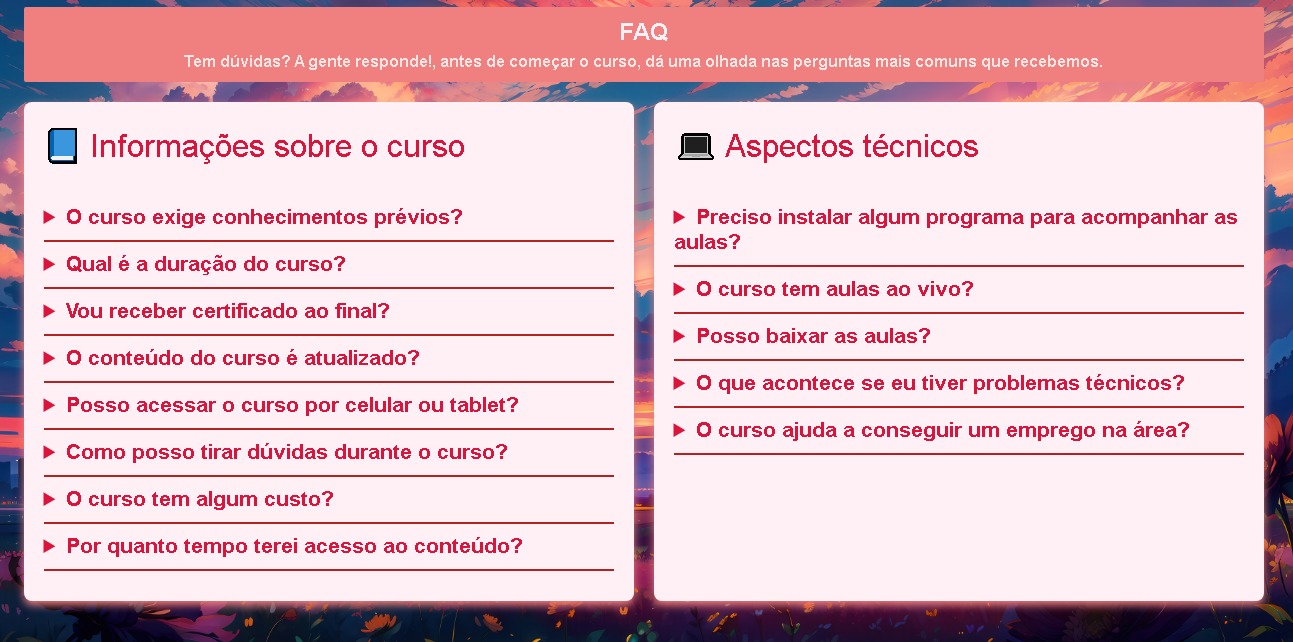 FAQ
Tem dúvidas? A gente responde!, antes de começar o curso, dá uma olhada nas perguntas mais comuns que recebemos.
Informações sobre o curso
O curso exige conhecimentos prévios?
Qual é a duração do curso?
Vou receber certificado ao final?
O conteúdo do curso é atualizado?
Posso acessar o curso por celular ou tablet?
Como posso tirar dúvidas durante o curso?
O curso tem algum custo?
Por quanto tempo terei acesso ao conteúdo?
Aspectos técnicos
Preciso instalar algum programa para acompanhar as
aulas?
O curso tem aulas ao vivo?
Posso baixar as aulas?
O que acontece se eu tiver problemas técnicos?
O curso ajuda a conseguir um emprego na área?